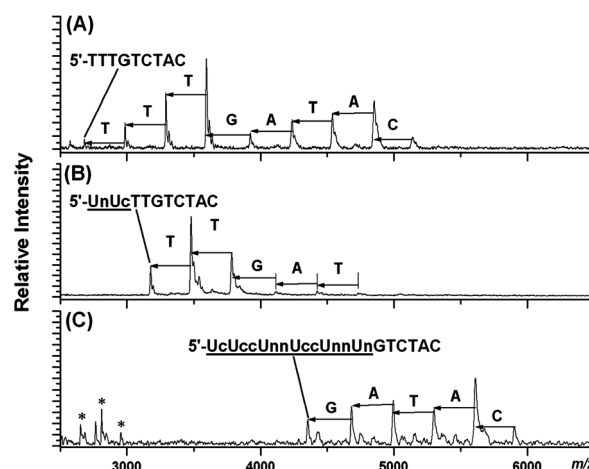 (A)
5'-TTTGTCTAC
T T T G A T A C
(B)
5'-UnUcTTGTCTAC
T T G A T
(C)
5'-UcUccUnnUccUnnUnGTCTAC
G A T A C
* * *
Relative Intensity
3000 4000 5000 6000 m/z